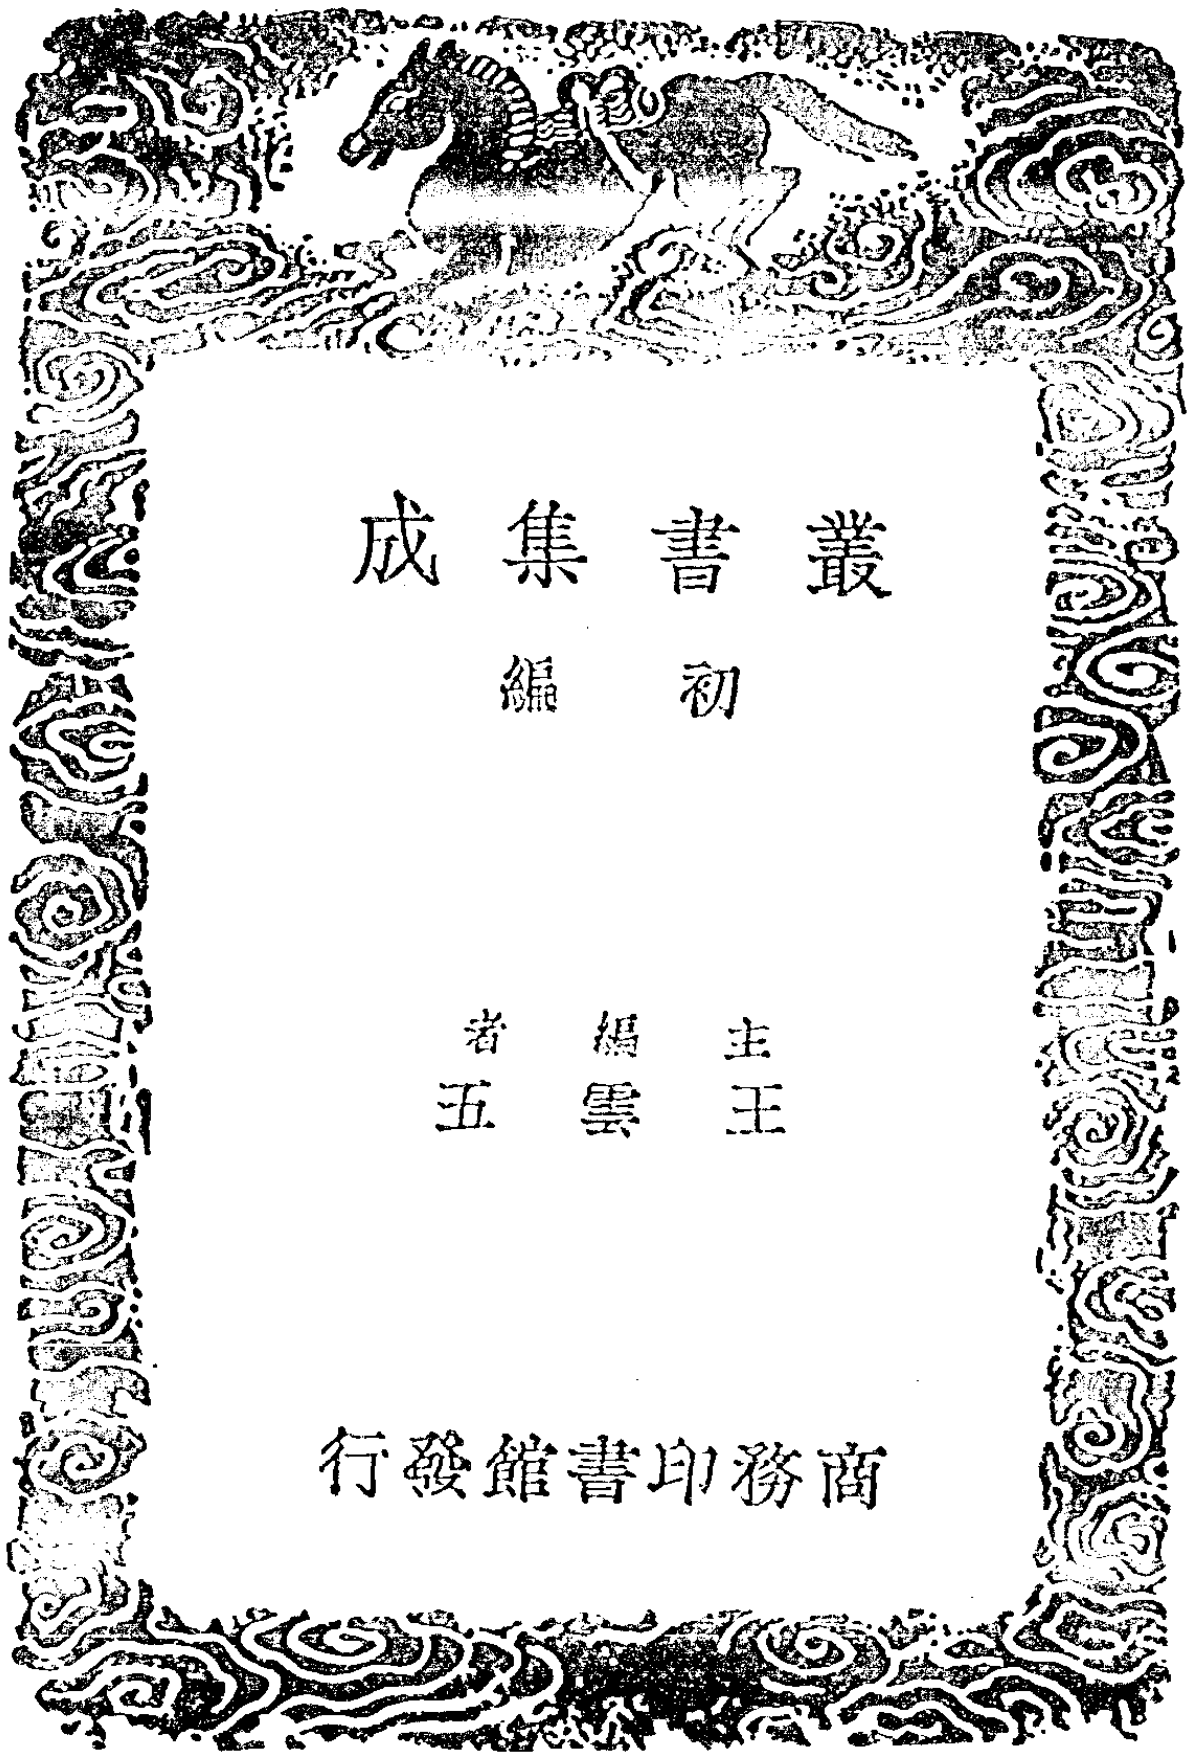 叢書集成
初編
主編者
王雲五
商務印書館發行